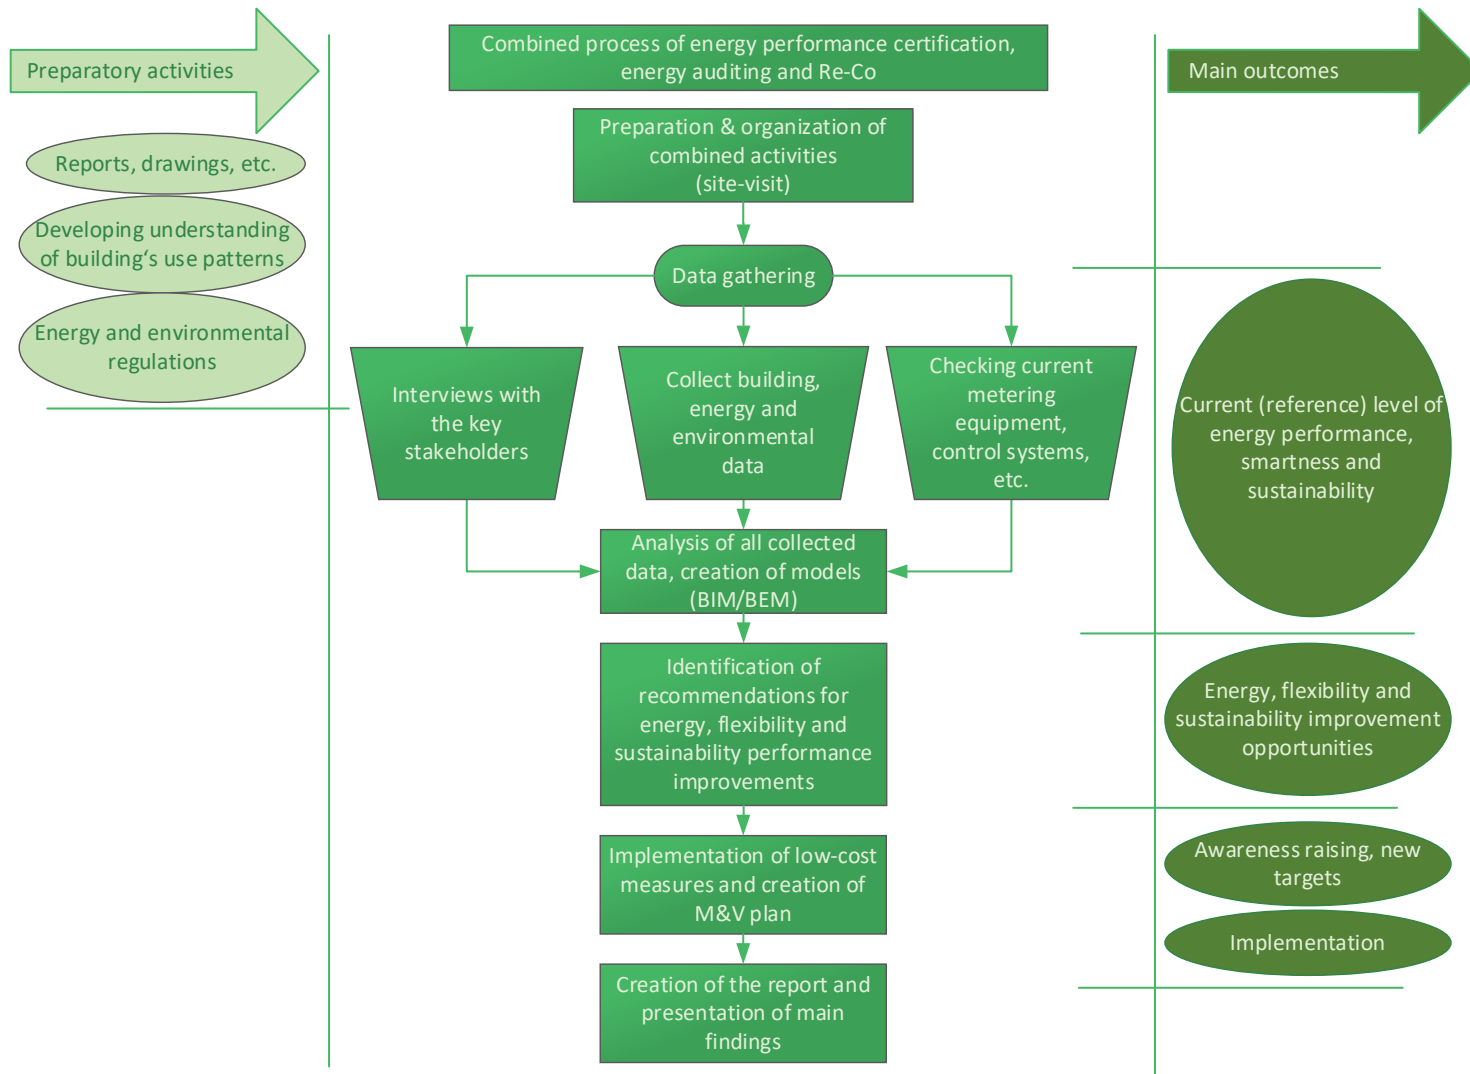 Preparatory activities
Reports, drawings, etc.
Developing understanding
of building‘s use patterns
Energy and environmental
regulations
Combined process of energy performance certification,
energy auditing and Re-Co
Preparation & organization of
combined activities
(site-visit)
Data gathering
Interviews with
the key
stakeholders
Collect building,
energy and
environmental
data
Checking current
metering
equipment,
control systems,
etc.
Analysis of all collected
data, creation of models
(BIM/BEM)
Identification of
recommendations for
energy, flexibility and
sustainability performance
improvements
Implementation of low-cost
measures and creation of
M&V plan
Creation of the report and
presentation of main
findings
Main outcomes
Current (reference) level of
energy performance,
smartness and
sustainability
Energy, flexibility and
sustainability improvement
opportunities
Awareness raising, new
targets
Implementation